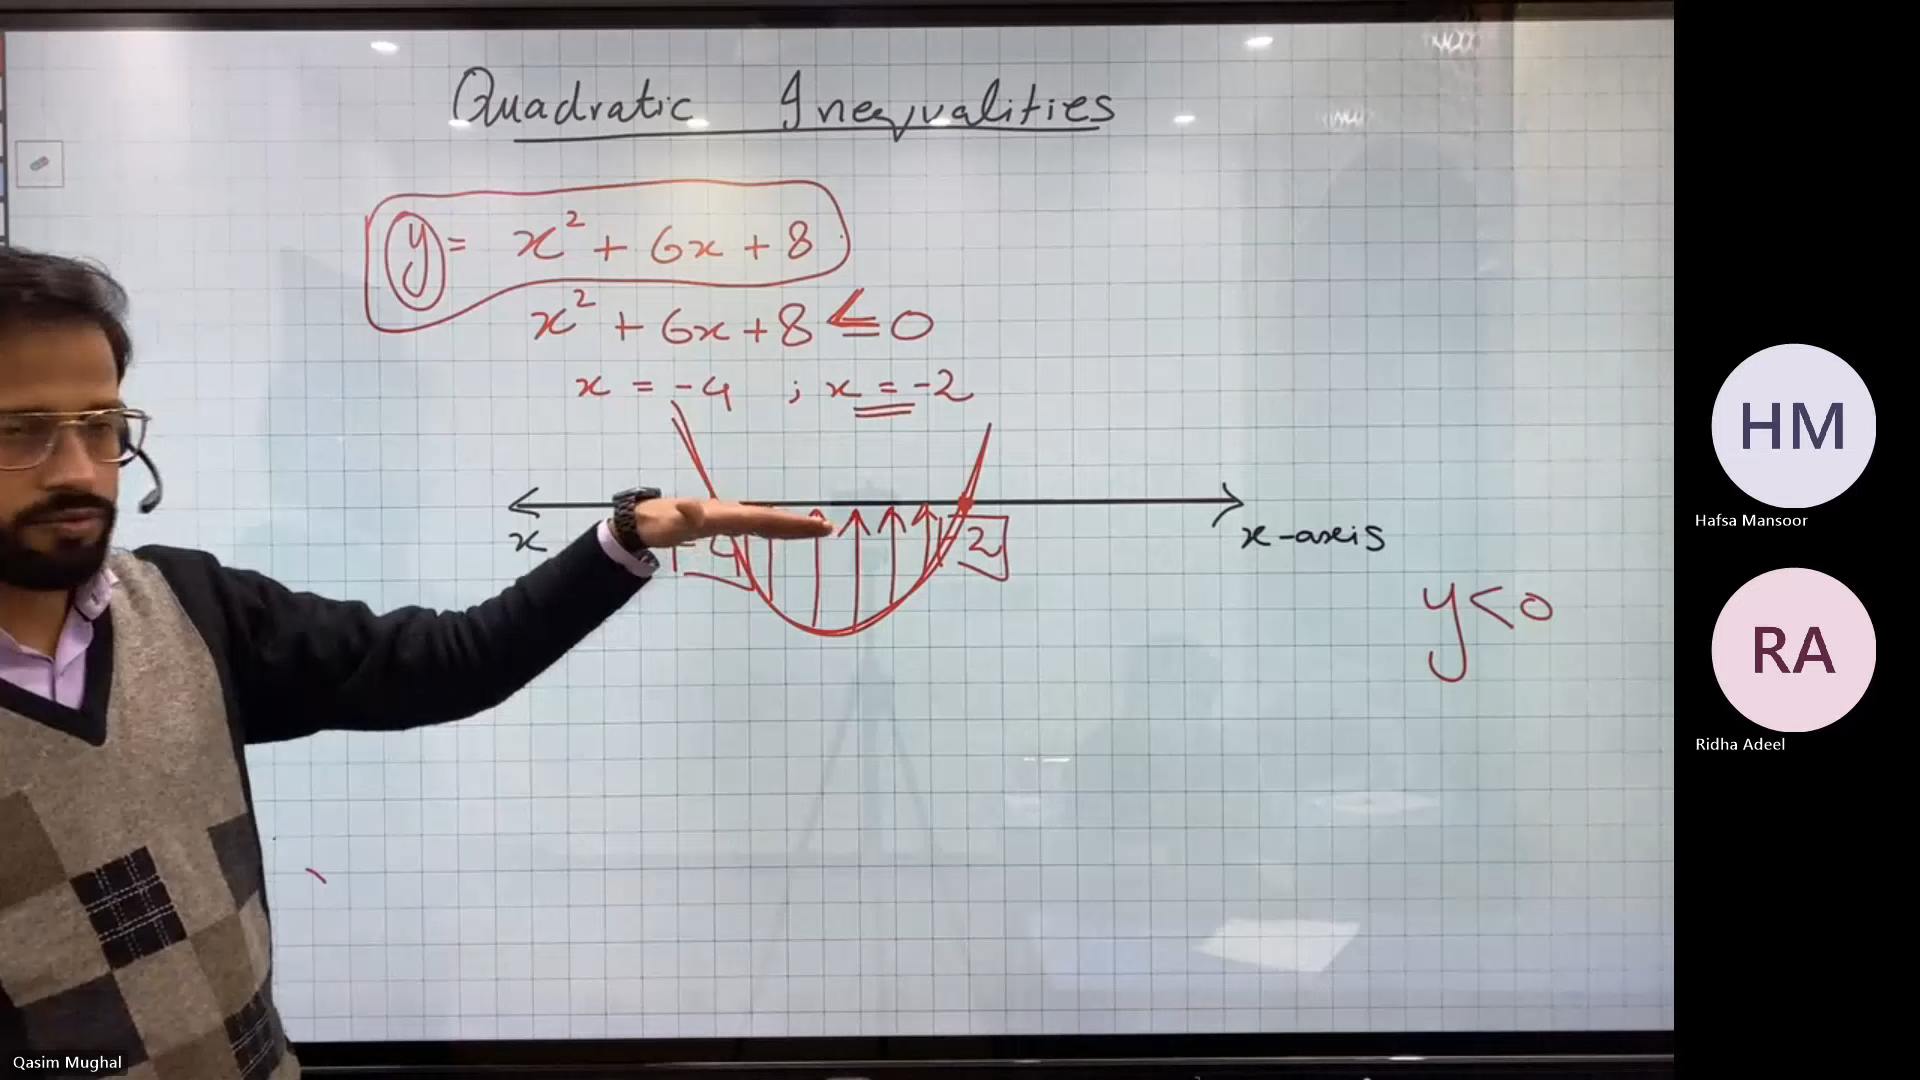 Quadratic Inequalities
y = x² + 6x + 8
x² + 6x + 8 ≤ 0
x = -4 ; x = -2
x
-4
-2
x-axis
y < 0
HM
Hafsa Mansoor
RA
Ridha Adeel
Qasim Mughal